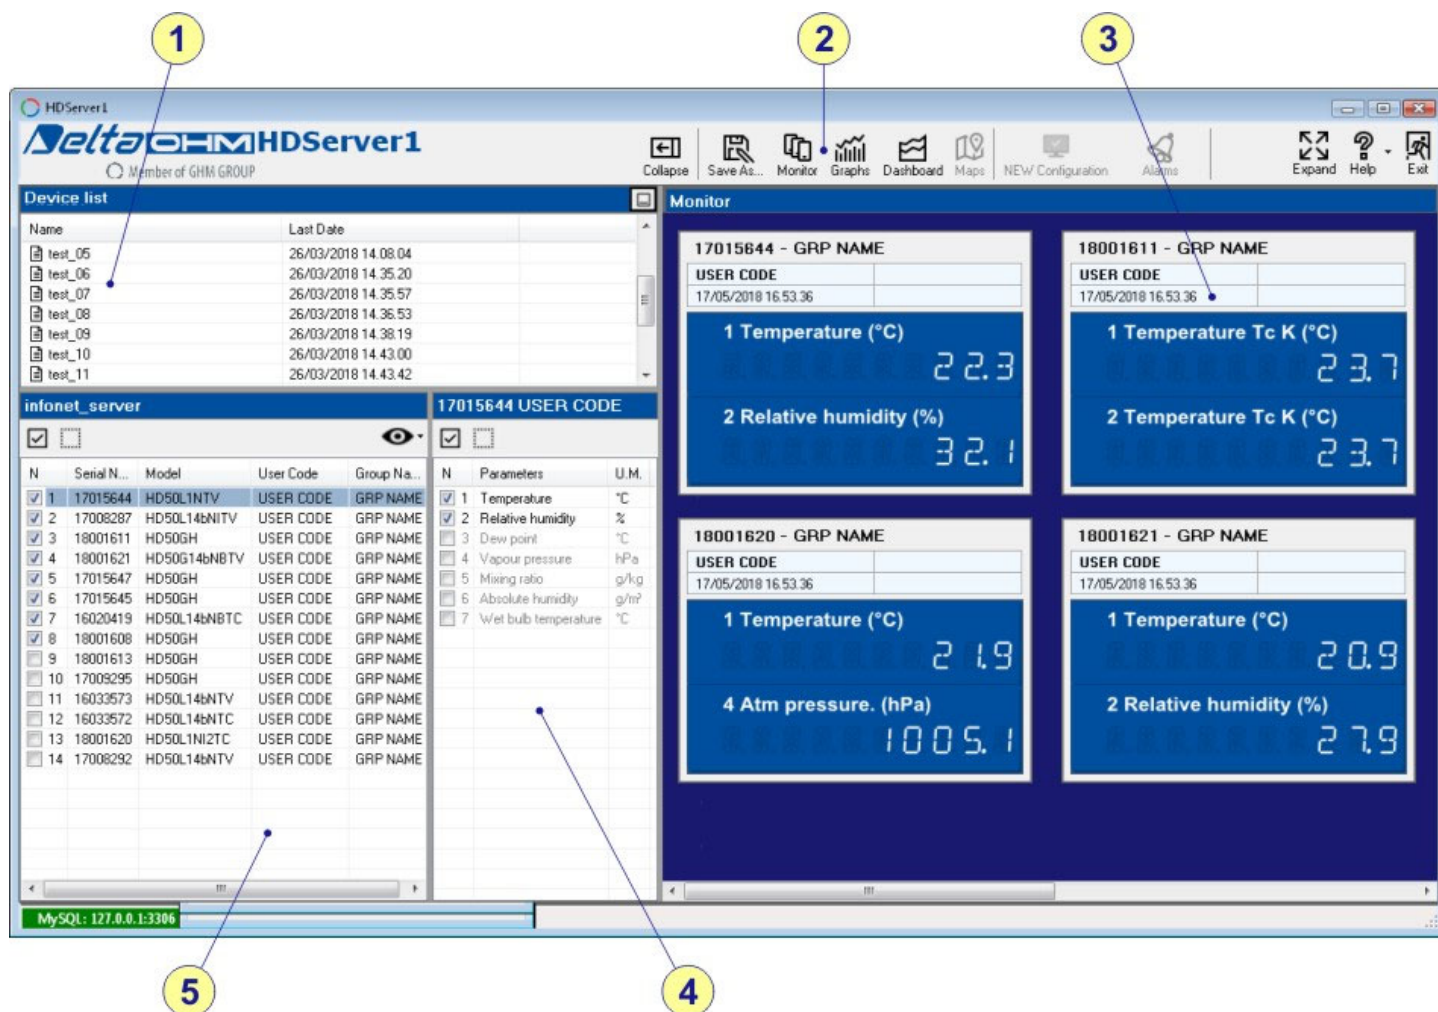 1
2
3
HDServer1
Delta OHM HDServer1
Member of GHM GROUP
Collapse Save As... Monitor Graphs Dashboard Maps NEW Configuration Alarms Expand Help Exit
Device list
Name Last Date
test_05 26/03/2018 14.08.04
test_06 26/03/2018 14.35.20
test_07 26/03/2018 14.35.57
test_08 26/03/2018 14.36.53
test_09 26/03/2018 14.38.19
test_10 26/03/2018 14.43.00
test_11 26/03/2018 14.43.42
infonet_server
N Serial N... Model User Code Group Na...
1 17015644 HD50L1NTV USER CODE GRP NAME
2 17008287 HD50L14bNITV USER CODE GRP NAME
3 18001611 HD50GH USER CODE GRP NAME
4 18001621 HD50G14bNBTV USER CODE GRP NAME
5 17015647 HD50GH USER CODE GRP NAME
6 17015645 HD50GH USER CODE GRP NAME
7 16020419 HD50L14bNBTC USER CODE GRP NAME
8 18001608 HD50GH USER CODE GRP NAME
9 18001613 HD50GH USER CODE GRP NAME
10 17009295 HD50GH USER CODE GRP NAME
11 16033573 HD50L14bNTV USER CODE GRP NAME
12 16033572 HD50L14bNTC USER CODE GRP NAME
13 18001620 HD50L1NI2TC USER CODE GRP NAME
14 17008292 HD50L14bNTV USER CODE GRP NAME
17015644 USER CODE
N Parameters U.M.
1 Temperature °C
2 Relative humidity %
3 Dew point °C
4 Vapour pressure hPa
5 Mixing ratio g/kg
6 Absolute humidity g/m³
7 Wet bulb temperature °C
Monitor
17015644 - GRP NAME
USER CODE
17/05/2018 16.53.36
1 Temperature (°C)
22.3
2 Relative humidity (%)
32.1
18001611 - GRP NAME
USER CODE
17/05/2018 16.53.36
1 Temperature Tc K (°C)
23.7
2 Temperature Tc K (°C)
23.7
18001620 - GRP NAME
USER CODE
17/05/2018 16.53.36
1 Temperature (°C)
21.9
4 Atm pressure. (hPa)
1005.1
18001621 - GRP NAME
USER CODE
17/05/2018 16.53.36
1 Temperature (°C)
20.9
2 Relative humidity (%)
27.9
MySQL: 127.0.0.1:3306
5
4